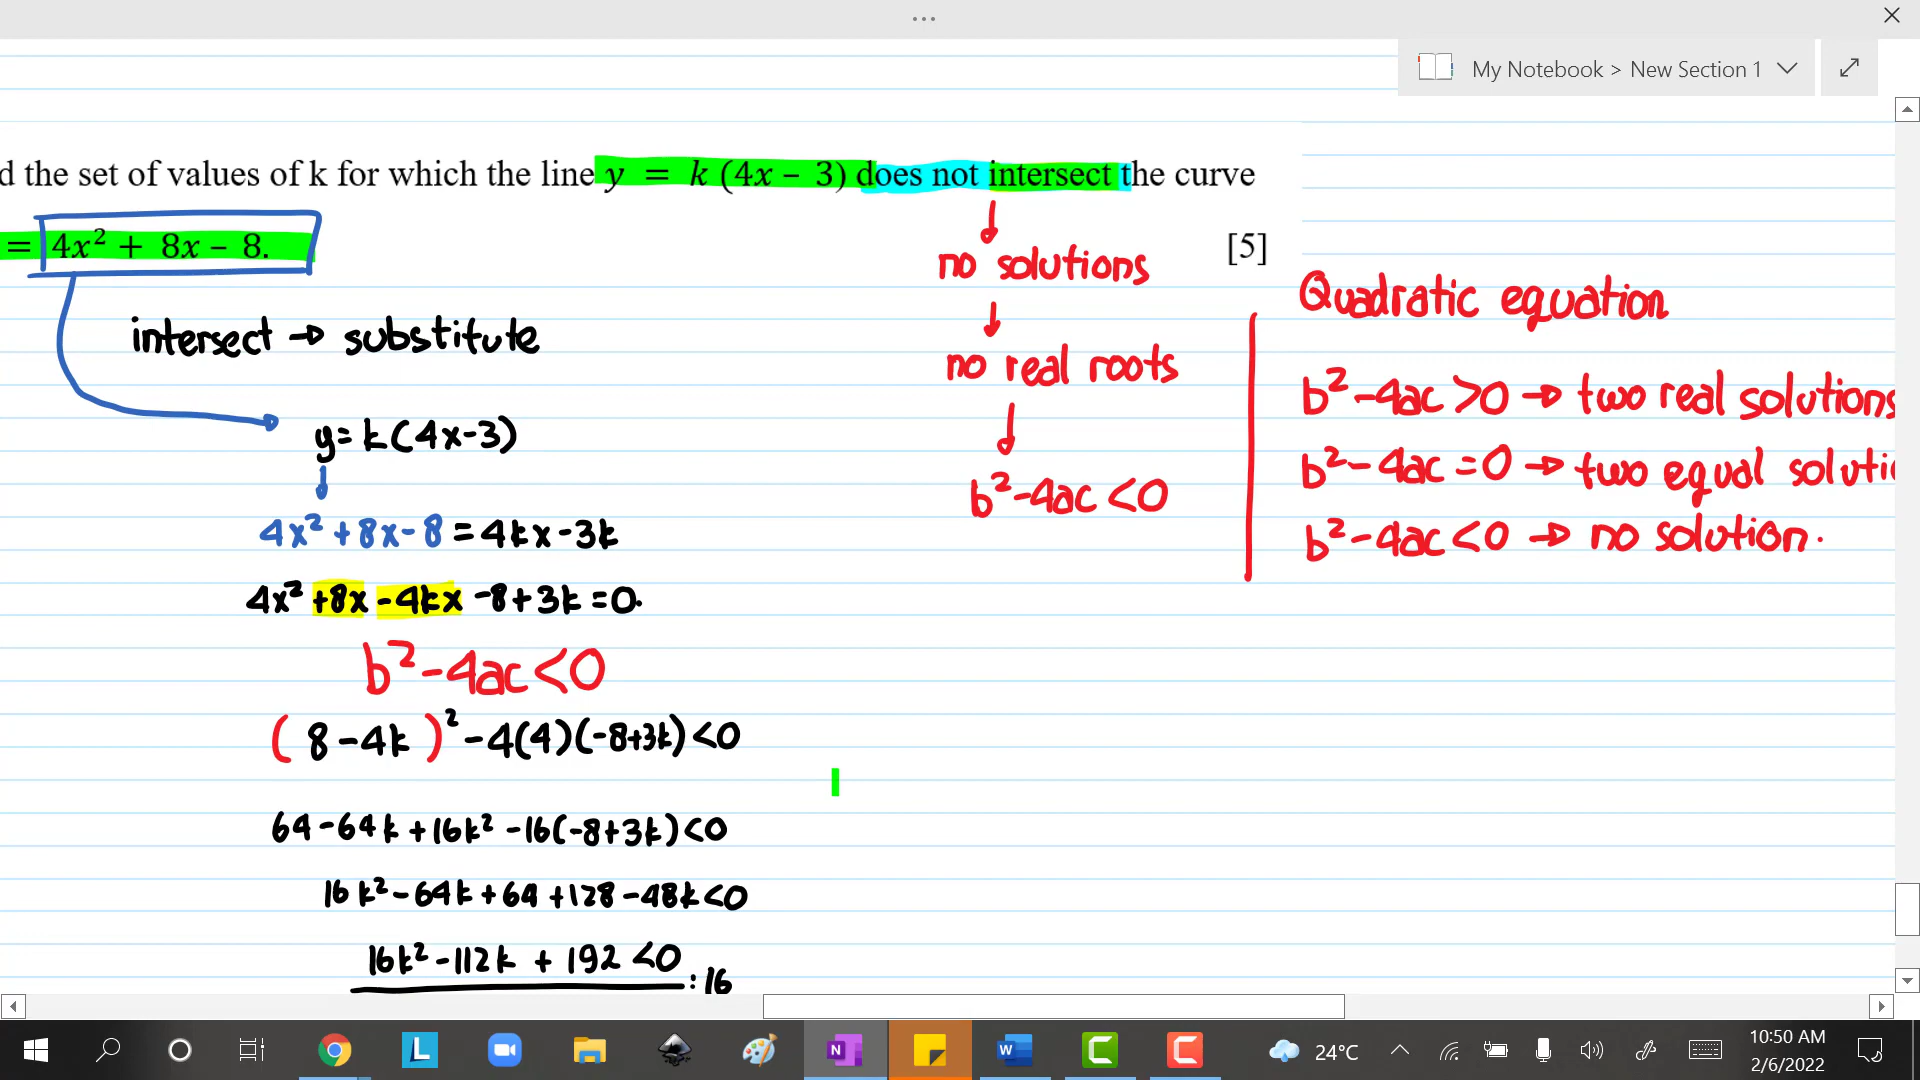 My Notebook > New Section 1
d the set of values of k for which the line y = k (4x – 3) does not intersect the curve
= 4x² + 8x – 8.
[5]
no solutions
no real roots
b²-4ac <0
Quadratic equation
b²-4ac >0 → two real solutions
b²-4ac =0 → two equal soluti
b²-4ac <0 → no solution.
intersect → substitute
y= k(4x-3)
4x² +8x-8 = 4kx -3k
4x² +8x -4kx -8+3k =0.
b²-4ac <0
( 8 -4k )² -4(4)(-8+3k) <0
64 -64k +16k² -16(-8+3k) <0
16k² -64k +64 +128 -48k <0
16k² -112k + 192 <0
:16
24°C
10:50 AM
2/6/2022